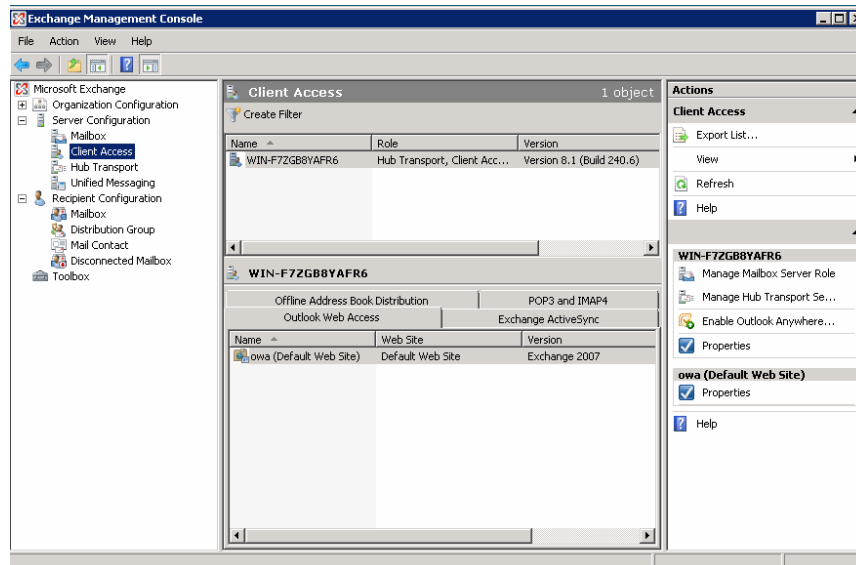 Exchange Management Console
File Action View Help
Microsoft Exchange
Organization Configuration
Server Configuration
Mailbox
Client Access
Hub Transport
Unified Messaging
Recipient Configuration
Mailbox
Distribution Group
Mail Contact
Disconnected Mailbox
Toolbox
Client Access 1 object
Create Filter
Name Role Version
WIN-F7ZGB8YAFR6 Hub Transport, Client Acc... Version 8.1 (Build 240.6)
WIN-F7ZGB8YAFR6
Offline Address Book Distribution POP3 and IMAP4
Outlook Web Access Exchange ActiveSync
Name Web Site Version
owa (Default Web Site) Default Web Site Exchange 2007
Actions
Client Access
Export List...
View
Refresh
Help
WIN-F7ZGB8YAFR6
Manage Mailbox Server Role
Manage Hub Transport Se...
Enable Outlook Anywhere...
Properties
owa (Default Web Site)
Properties
Help